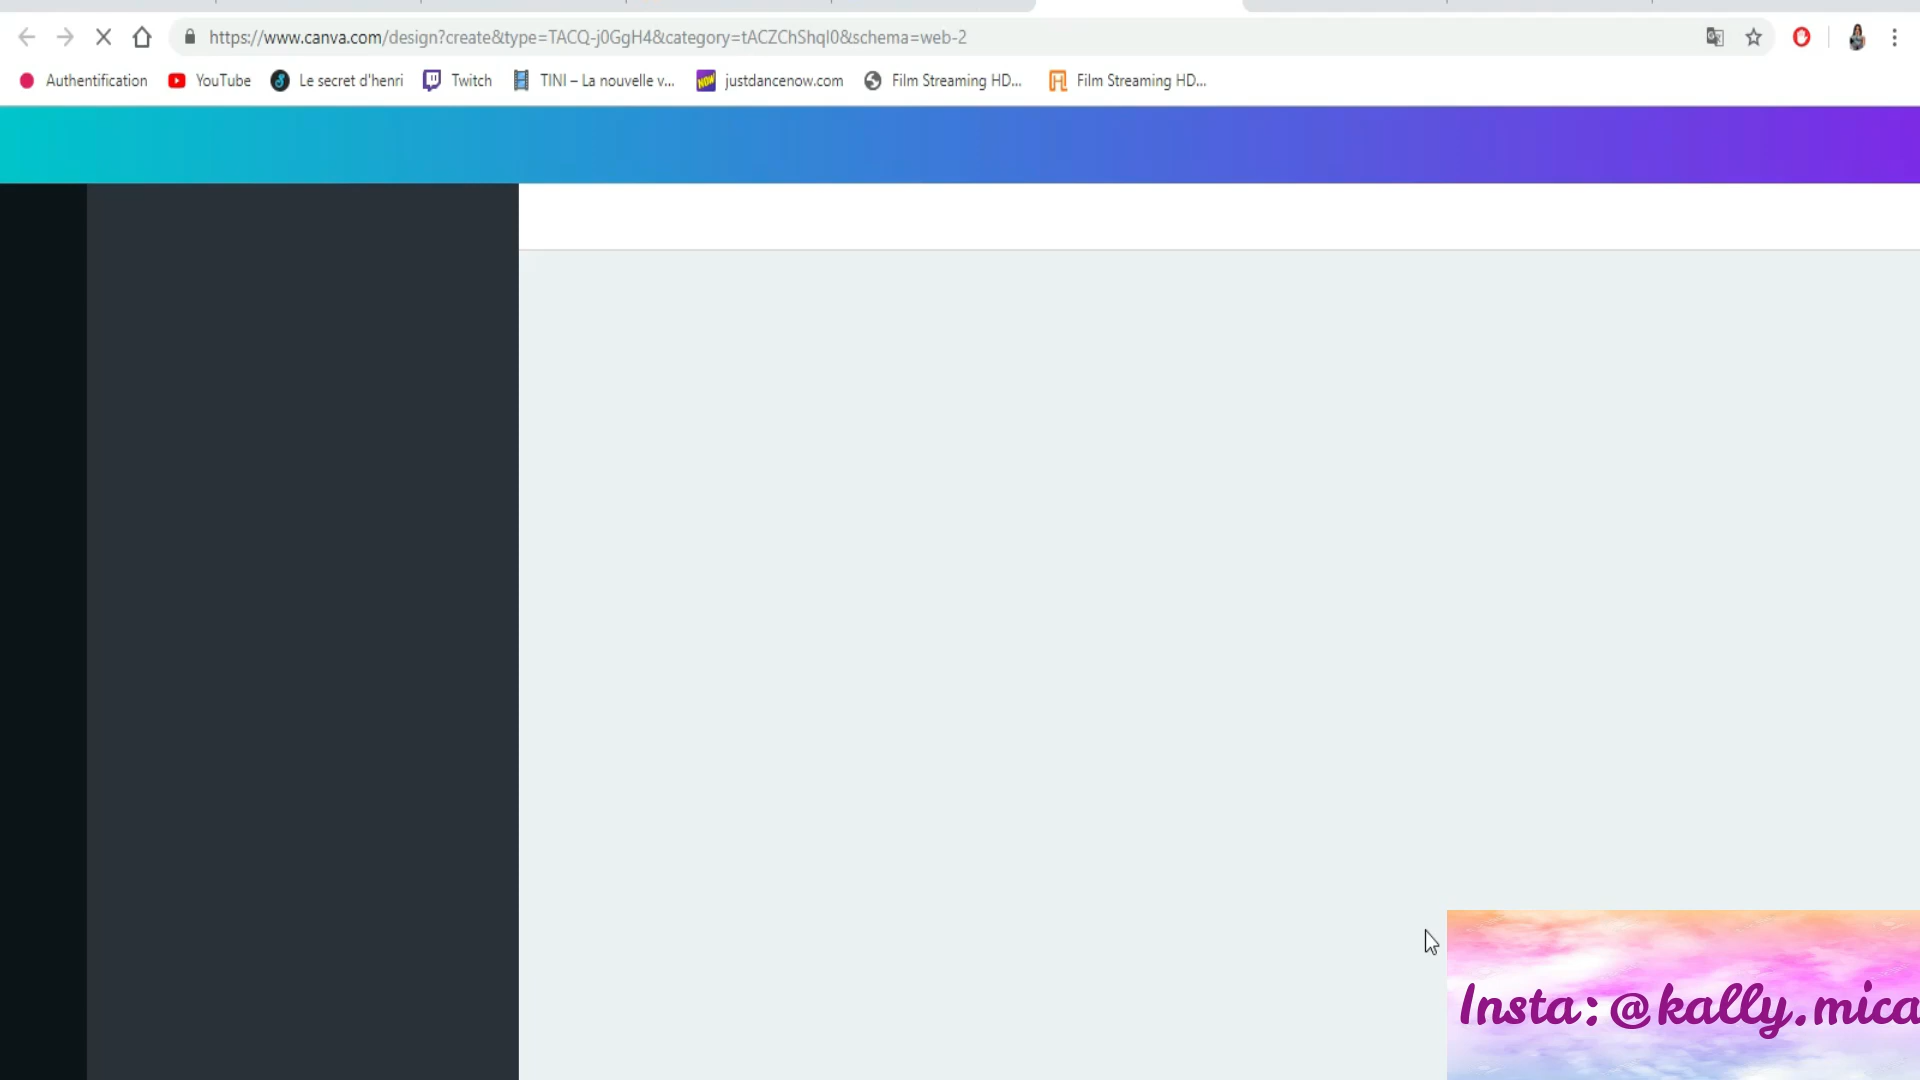 https://www.canva.com/design?create&type=TACQ-j0GgH4&category=tACZChShqI0&schema=web-2
Authentification YouTube Le secret d'henri Twitch TINI – La nouvelle v... justdancenow.com Film Streaming HD... Film Streaming HD...
Insta: @kally.mica